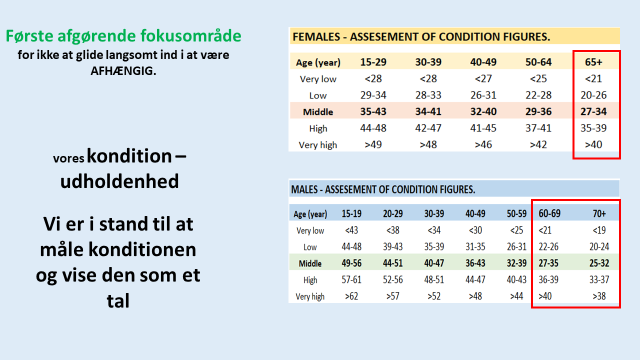 Første afgørende fokusområde
for ikke at glide langsomt ind i at være
AFHÆNGIG.
vores kondition –
udholdenhed
Vi er i stand til at
måle konditionen
og vise den som et
tal
FEMALES - ASSESEMENT OF CONDITION FIGURES.
Age (year) 15-29 30-39 40-49 50-64 65+
Very low <28 <28 <27 <25 <21
Low 29-34 28-33 26-31 22-28 20-26
Middle 35-43 34-41 32-40 29-36 27-34
High 44-48 42-47 41-45 37-41 35-39
Very high >49 >48 >46 >42 >40
MALES - ASSESEMENT OF CONDITION FIGURES.
Age (year) 15-19 20-29 30-39 40-49 50-59 60-69 70+
Very low <43 <38 <34 <30 <25 <21 <19
Low 44-48 39-43 35-39 31-35 26-31 22-26 20-24
Middle 49-56 44-51 40-47 36-43 32-39 27-35 25-32
High 57-61 52-56 48-51 44-47 40-43 36-39 33-37
Very high >62 >57 >52 >48 >44 >40 >38